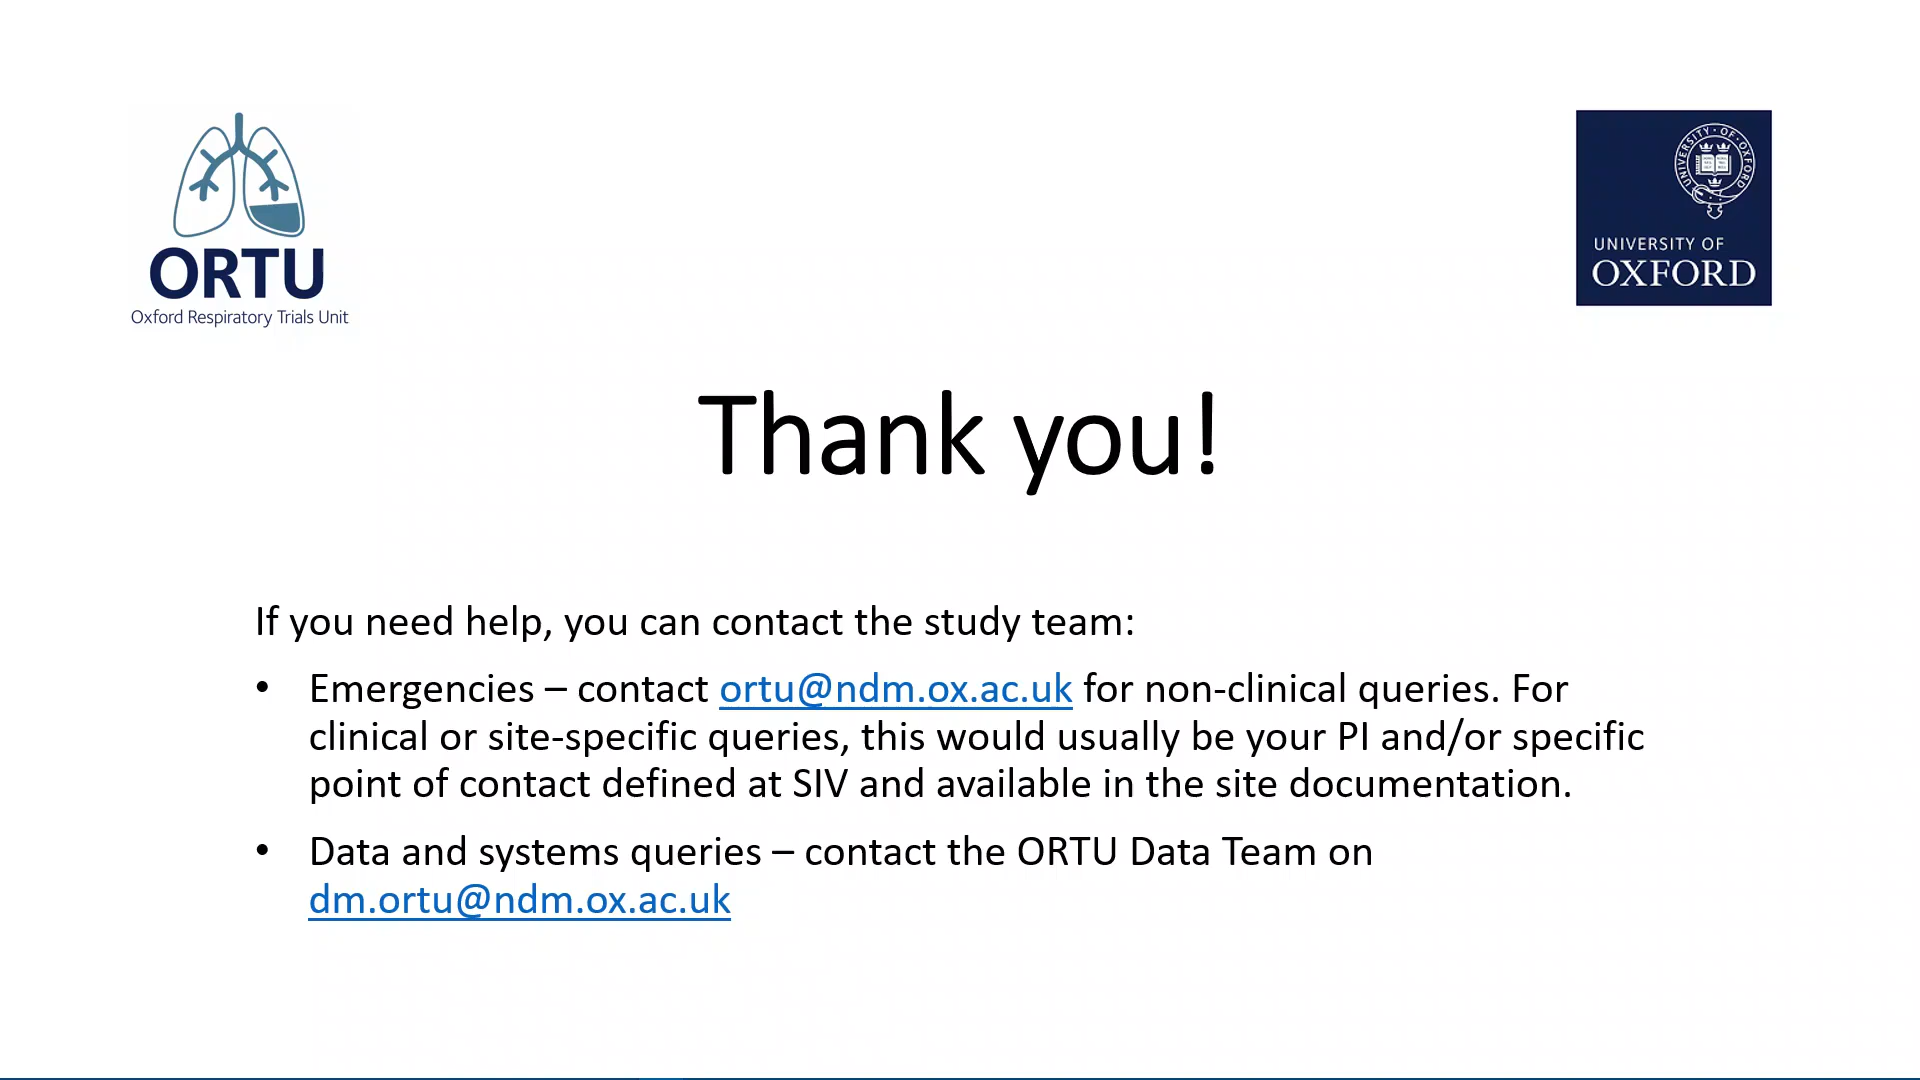 ORTU
Oxford Respiratory Trials Unit
UNIVERSITY · OF · OXFORD
UNIVERSITY OF
OXFORD
Thank you!
If you need help, you can contact the study team:
• Emergencies – contact ortu@ndm.ox.ac.uk for non-clinical queries. For
clinical or site-specific queries, this would usually be your PI and/or specific
point of contact defined at SIV and available in the site documentation.
• Data and systems queries – contact the ORTU Data Team on
dm.ortu@ndm.ox.ac.uk